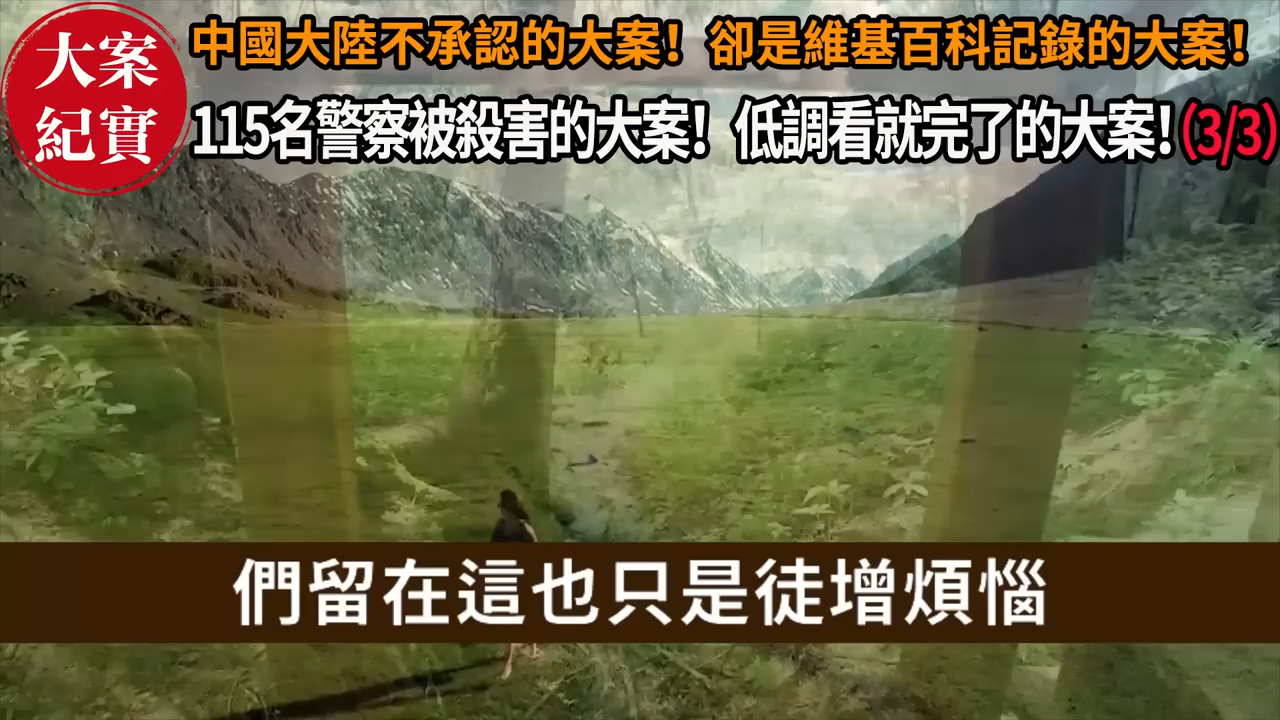 大案
紀實
中國大陸不承認的大案！卻是維基百科記錄的大案！
115名警察被殺害的大案！低調看就完了的大案！(3/3)
們留在這也只是徒增煩惱